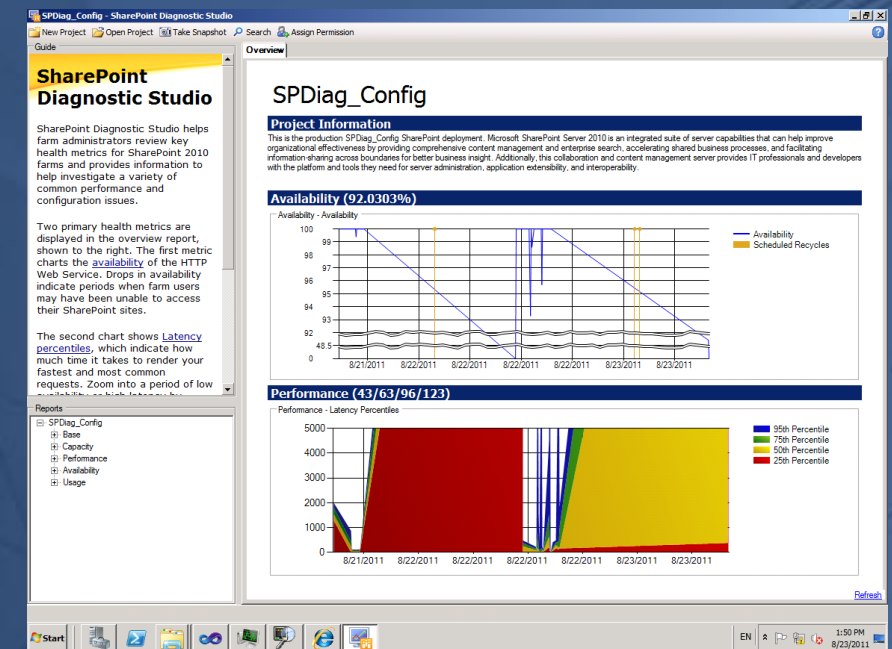 SPDiag_Config - SharePoint Diagnostic Studio
New Project Open Project Take Snapshot Search Assign Permission
Guide
SharePoint
Diagnostic Studio
SharePoint Diagnostic Studio helps
farm administrators review key
health metrics for SharePoint 2010
farms and provides information to
help investigate a variety of
common performance and
configuration issues.
Two primary health metrics are
displayed in the overview report,
shown to the right. The first metric
charts the availability of the HTTP
Web Service. Drops in availability
indicate periods when farm users
may have been unable to access
their SharePoint sites.
The second chart shows Latency
percentiles, which indicate how
much time it takes to render your
fastest and most common
requests. Zoom into a period of low
Reports
SPDiag_Config
Base
Capacity
Performance
Availability
Usage
Overview
SPDiag_Config
Project Information
This is the production SPDiag_Config SharePoint deployment. Microsoft SharePoint Server 2010 is an integrated suite of server capabilities that can help improve
organizational effectiveness by providing comprehensive content management and enterprise search, accelerating shared business processes, and facilitating
information-sharing across boundaries for better business insight. Additionally, this collaboration and content management server provides IT professionals and developers
with the platform and tools they need for server administration, application extensibility, and interoperability.
Availability (92.0303%)
Availability - Availability
100
99
98
97
96
95
94
93
92
48.5
0
8/21/2011 8/22/2011 8/22/2011 8/22/2011 8/22/2011 8/23/2011 8/23/2011
Availability
Scheduled Recycles
Performance (43/63/96/123)
Performance - Latency Percentiles
5000
4000
3000
2000
1000
0
8/21/2011 8/22/2011 8/22/2011 8/22/2011 8/22/2011 8/23/2011 8/23/2011
95th Percentile
75th Percentile
50th Percentile
25th Percentile
Refresh
Start
EN
1:50 PM
8/23/2011